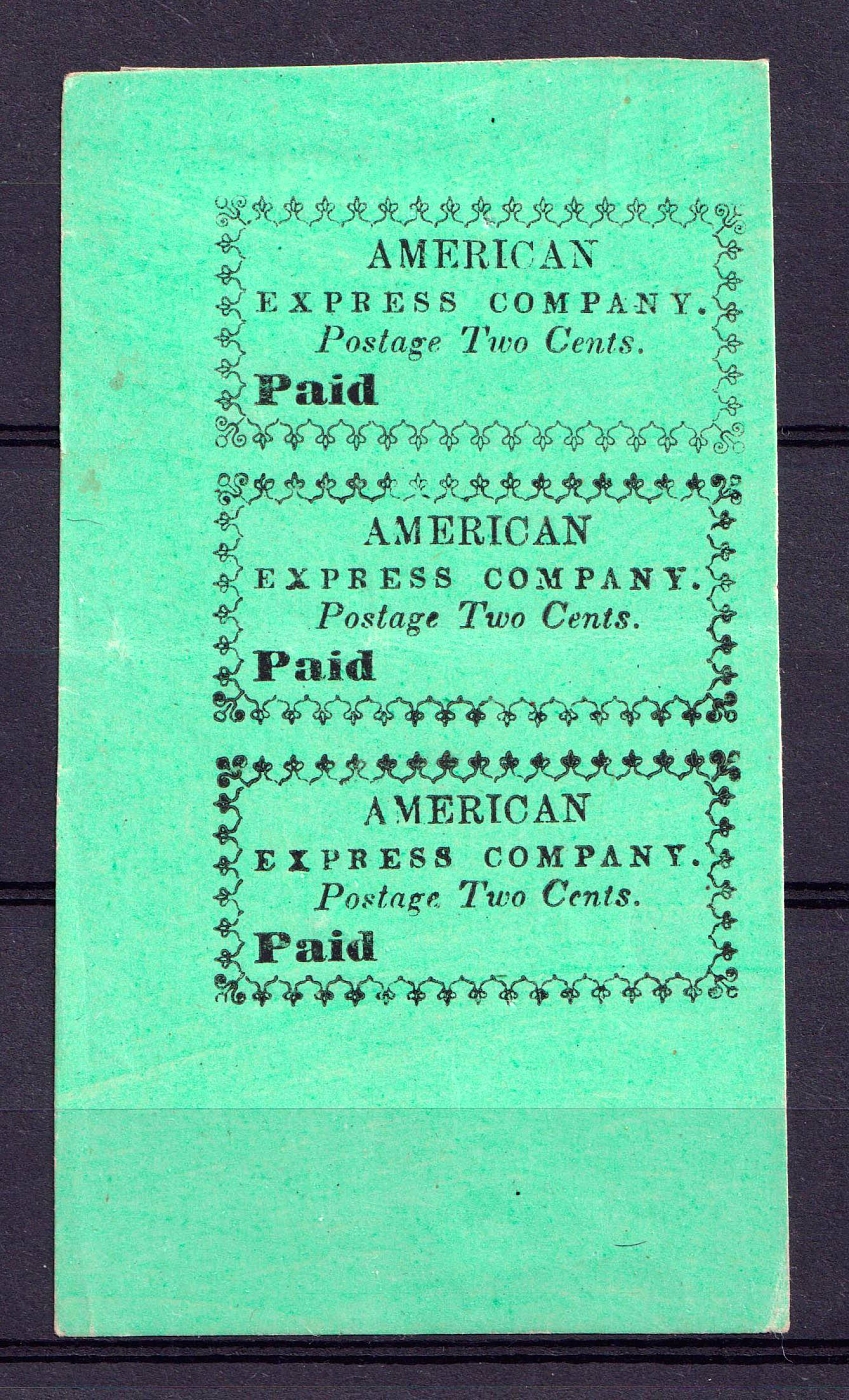 AMERICAN
EXPRESS COMPANY.
Postage Two Cents.
Paid
AMERICAN
EXPRESS COMPANY.
Postage Two Cents.
Paid
AMERICAN
EXPRESS COMPANY.
Postage Two Cents.
Paid